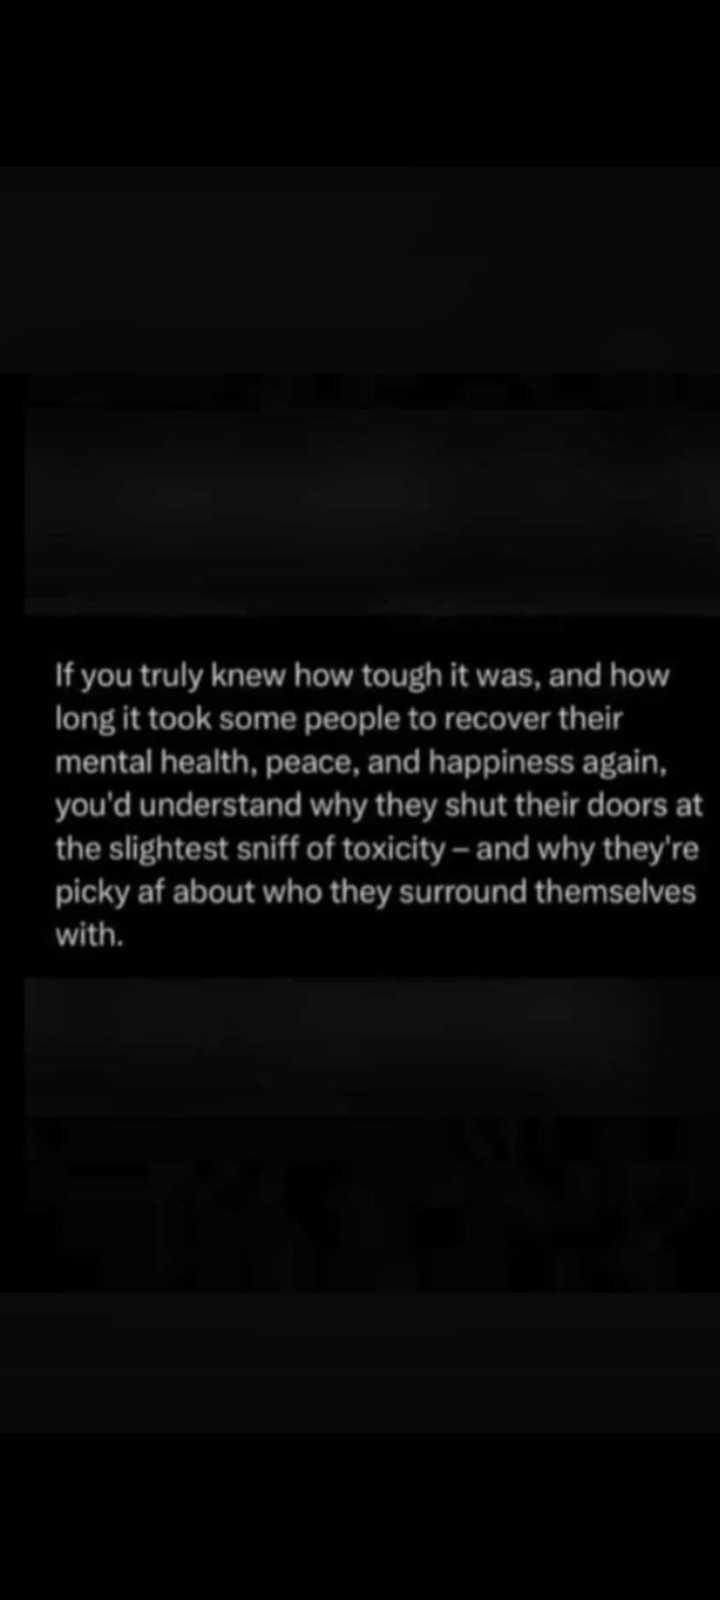 If you truly knew how tough it was, and how
long it took some people to recover their
mental health, peace, and happiness again,
you'd understand why they shut their doors at
the slightest sniff of toxicity – and why they're
picky af about who they surround themselves
with.